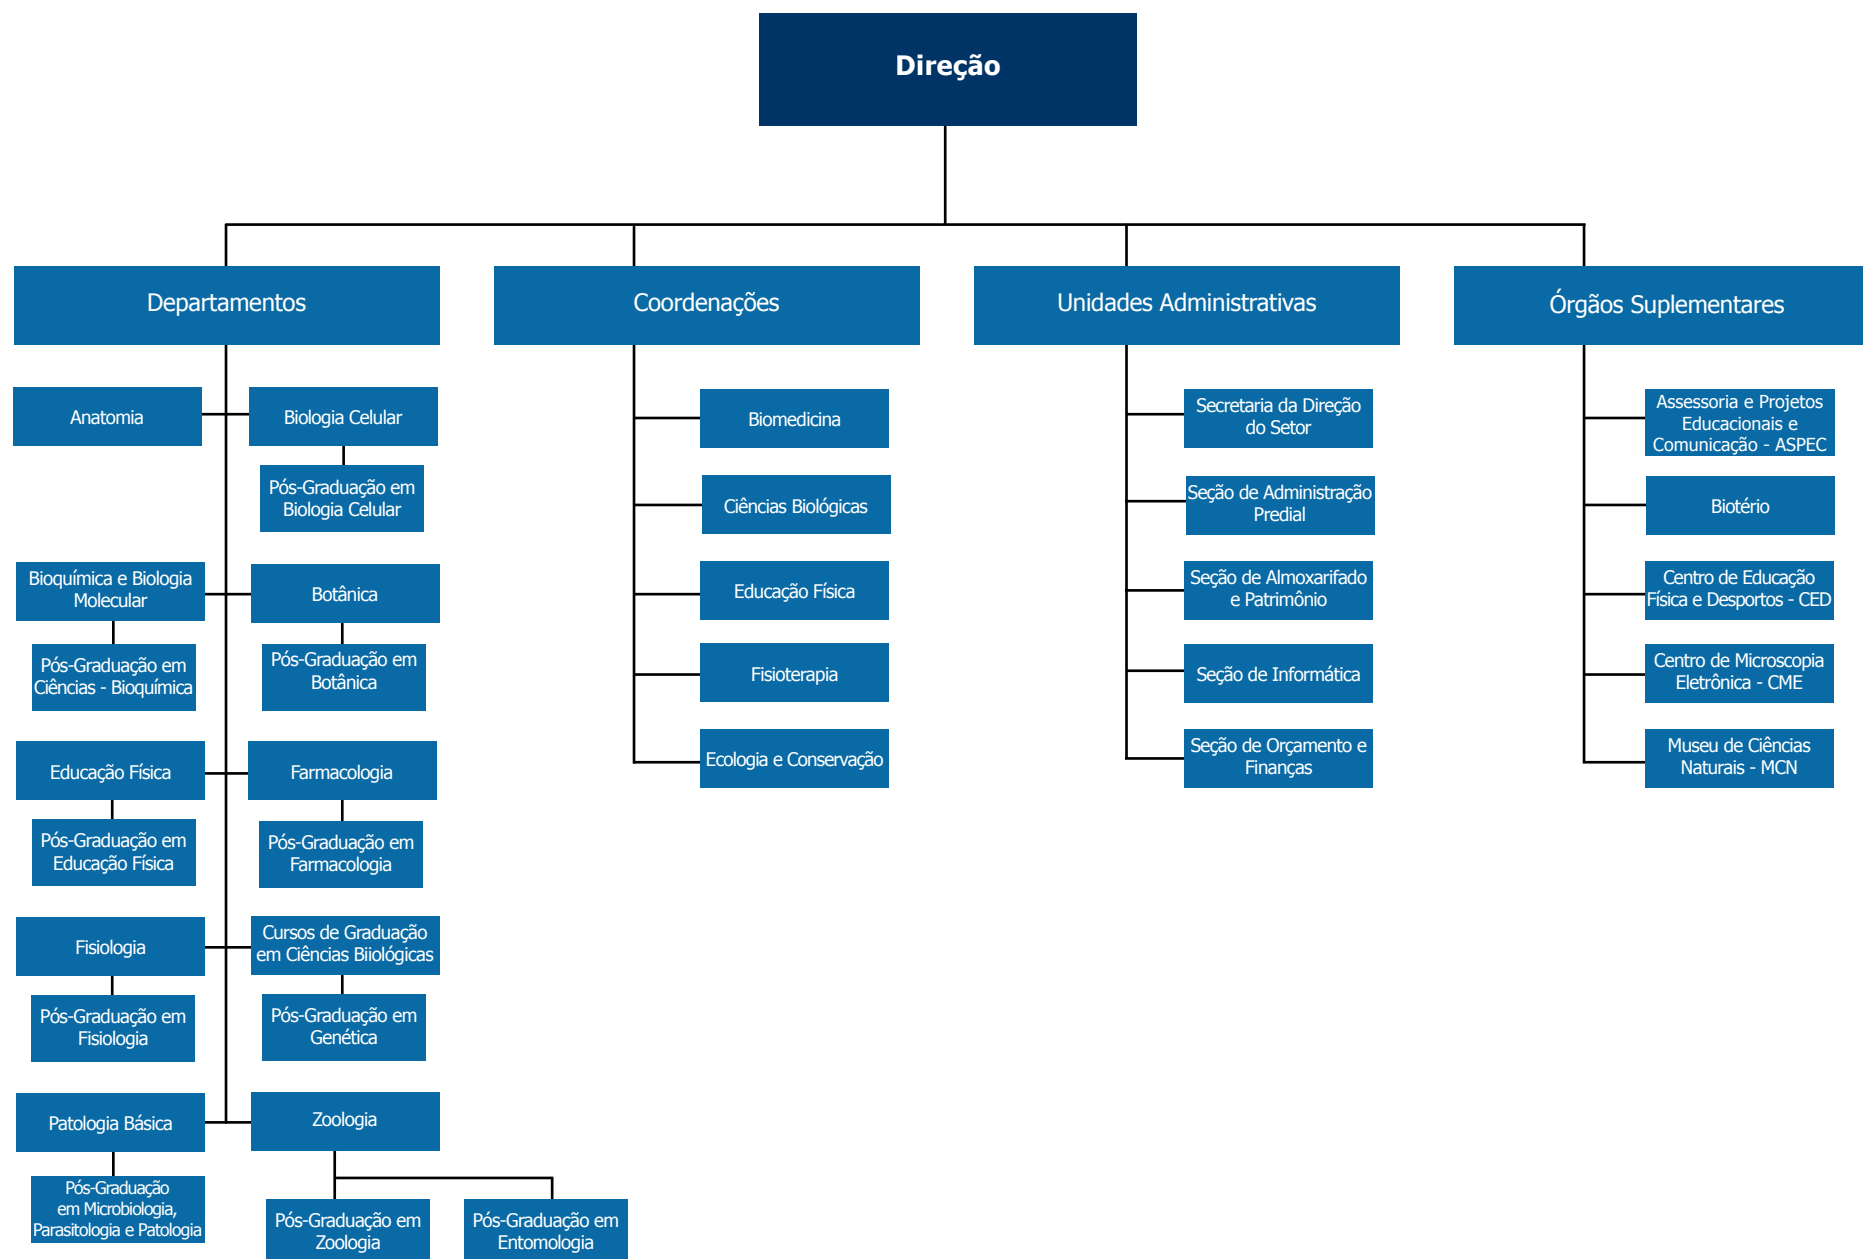 Direção
Departamentos
Coordenações
Unidades Administrativas
Órgãos Suplementares
Anatomia
Biologia Celular
Pós-Graduação em
Biologia Celular
Bioquímica e Biologia
Molecular
Botânica
Pós-Graduação em
Ciências - Bioquímica
Pós-Graduação em
Botânica
Educação Física
Farmacologia
Pós-Graduação em
Educação Física
Pós-Graduação em
Farmacologia
Fisiologia
Cursos de Graduação
em Ciências Biiológicas
Pós-Graduação em
Fisiologia
Pós-Graduação em
Genética
Patologia Básica
Zoologia
Pós-Graduação
em Microbiologia,
Parasitologia e Patologia
Pós-Graduação em
Zoologia
Pós-Graduação em
Entomologia
Biomedicina
Ciências Biológicas
Educação Física
Fisioterapia
Ecologia e Conservação
Secretaria da Direção
do Setor
Seção de Administração
Predial
Seção de Almoxarifado
e Patrimônio
Seção de Informática
Seção de Orçamento e
Finanças
Assessoria e Projetos
Educacionais e
Comunicação - ASPEC
Biotério
Centro de Educação
Física e Desportos - CED
Centro de Microscopia
Eletrônica - CME
Museu de Ciências
Naturais - MCN